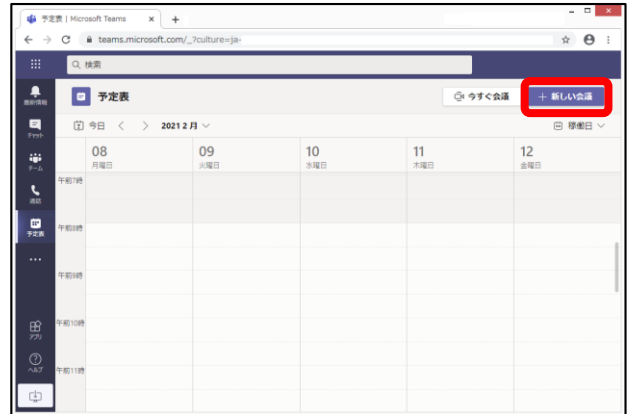 予定表 | Microsoft Teams
teams.microsoft.com/_?culture=ja-
検索
最新情報
予定表
今すぐ会議
+ 新しい会議
チャット
今日
2021 2 月
稼働日
チーム
08
月曜日
09
火曜日
10
水曜日
11
木曜日
12
金曜日
通話
予定表
午前7時
午前8時
午前9時
午前10時
午前11時
アプリ
ヘルプ